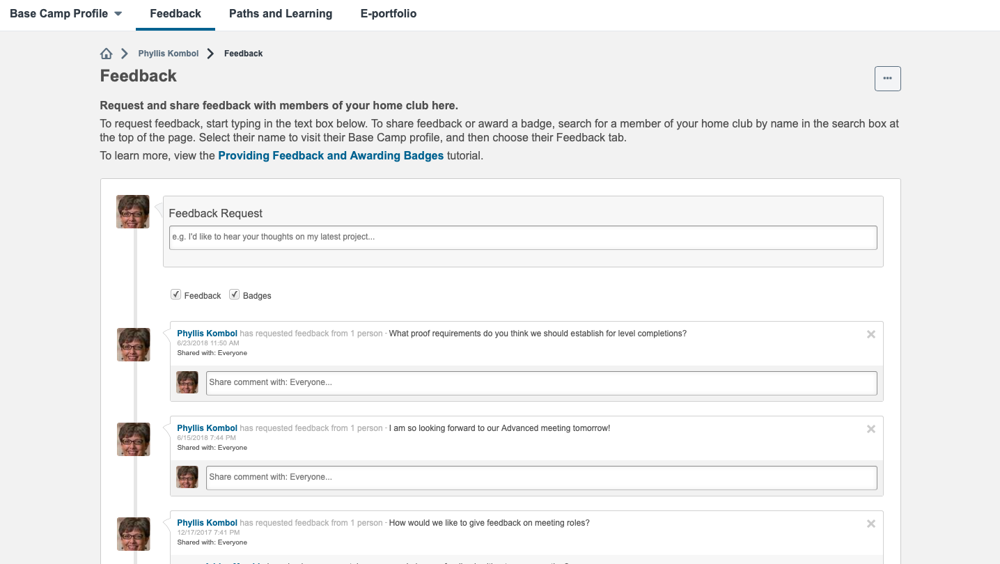 Base Camp Profile Feedback Paths and Learning E-portfolio
Phyllis Kombol Feedback
Feedback
...
Request and share feedback with members of your home club here.
To request feedback, start typing in the text box below. To share feedback or award a badge, search for a member of your home club by name in the search box at
the top of the page. Select their name to visit their Base Camp profile, and then choose their Feedback tab.
To learn more, view the Providing Feedback and Awarding Badges tutorial.
Feedback Request
e.g. I'd like to hear your thoughts on my latest project...
Feedback Badges
Phyllis Kombol has requested feedback from 1 person - What proof requirements do you think we should establish for level completions?
6/23/2018 11:50 AM
Shared with: Everyone
Share comment with: Everyone...
Phyllis Kombol has requested feedback from 1 person - I am so looking forward to our Advanced meeting tomorrow!
6/15/2018 7:44 PM
Shared with: Everyone
Share comment with: Everyone...
Phyllis Kombol has requested feedback from 1 person - How would we like to give feedback on meeting roles?
12/17/2017 7:41 PM
Shared with: Everyone